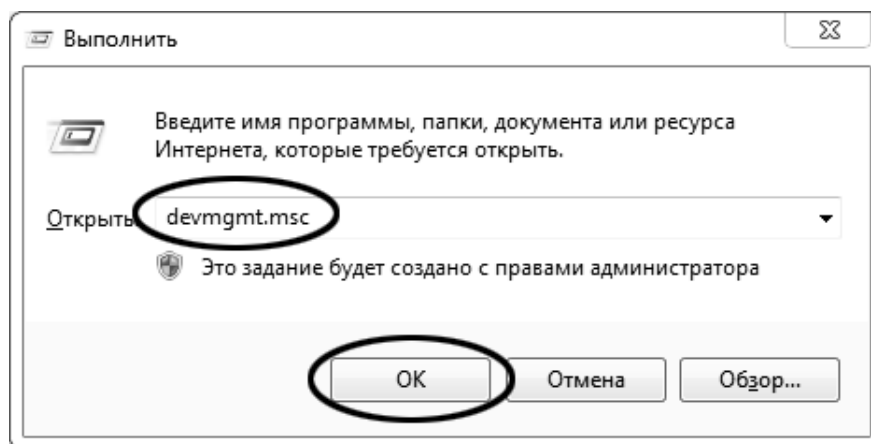 Выполнить
Введите имя программы, папки, документа или ресурса
Интернета, которые требуется открыть.
Открыть devmgmt.msc
Это задание будет создано с правами администратора
OK Отмена Обзор...